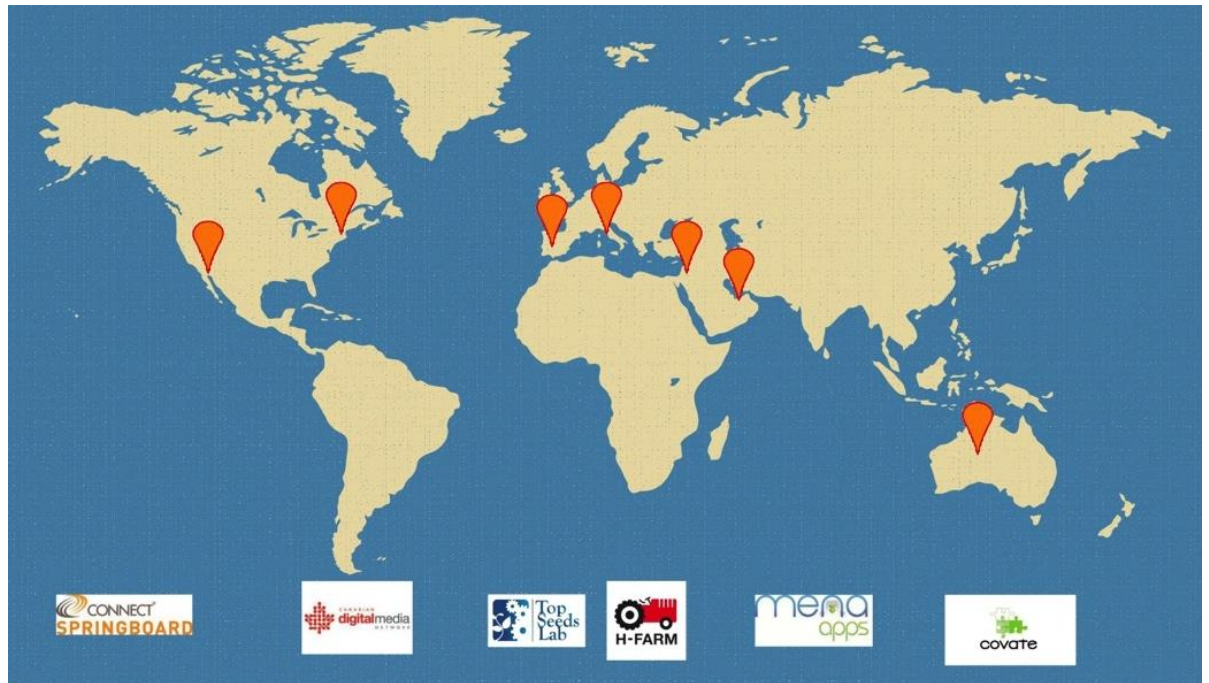 CONNECT
SPRINGBOARD
CANADIAN
digitalmedia
NETWORK
Top
Seeds
Lab
H-FARM
mena
apps
covate